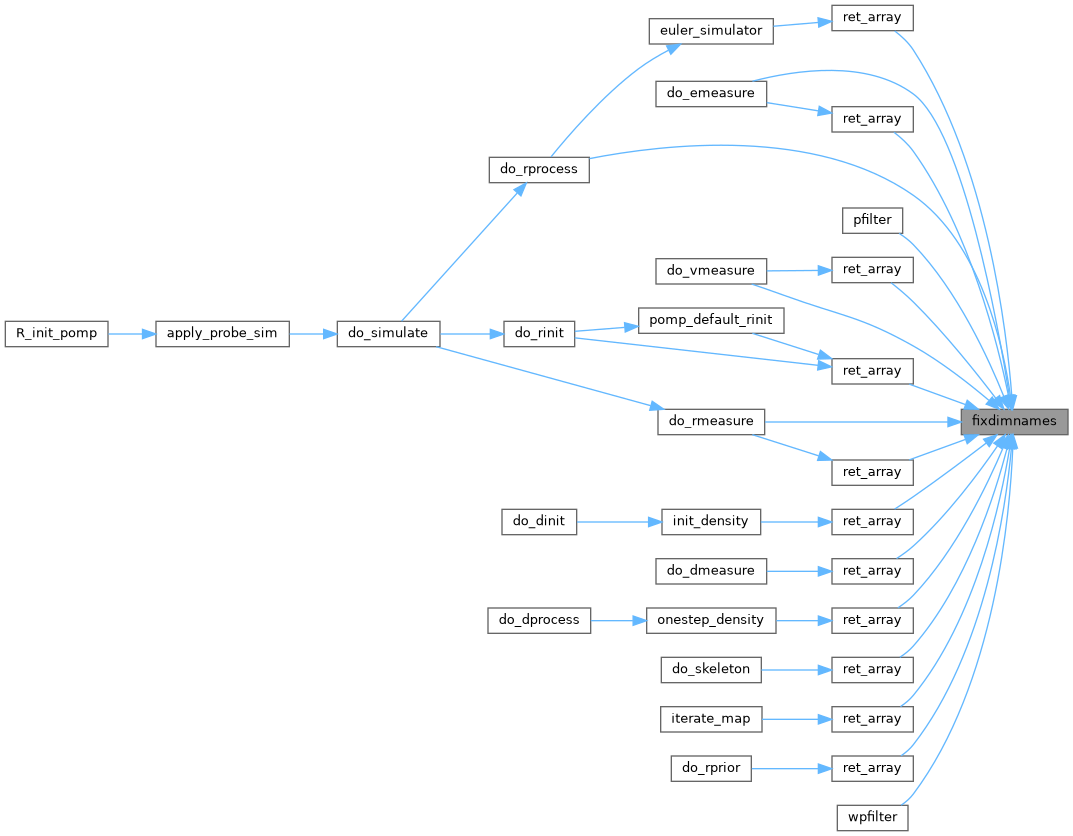 ret_array
euler_simulator
do_emeasure
ret_array
do_rprocess
pfilter
do_vmeasure
ret_array
pomp_default_rinit
R_init_pomp
apply_probe_sim
do_simulate
do_rinit
ret_array
do_rmeasure
fixdimnames
ret_array
do_dinit
init_density
ret_array
do_dmeasure
ret_array
do_dprocess
onestep_density
ret_array
do_skeleton
ret_array
iterate_map
ret_array
do_rprior
ret_array
wpfilter